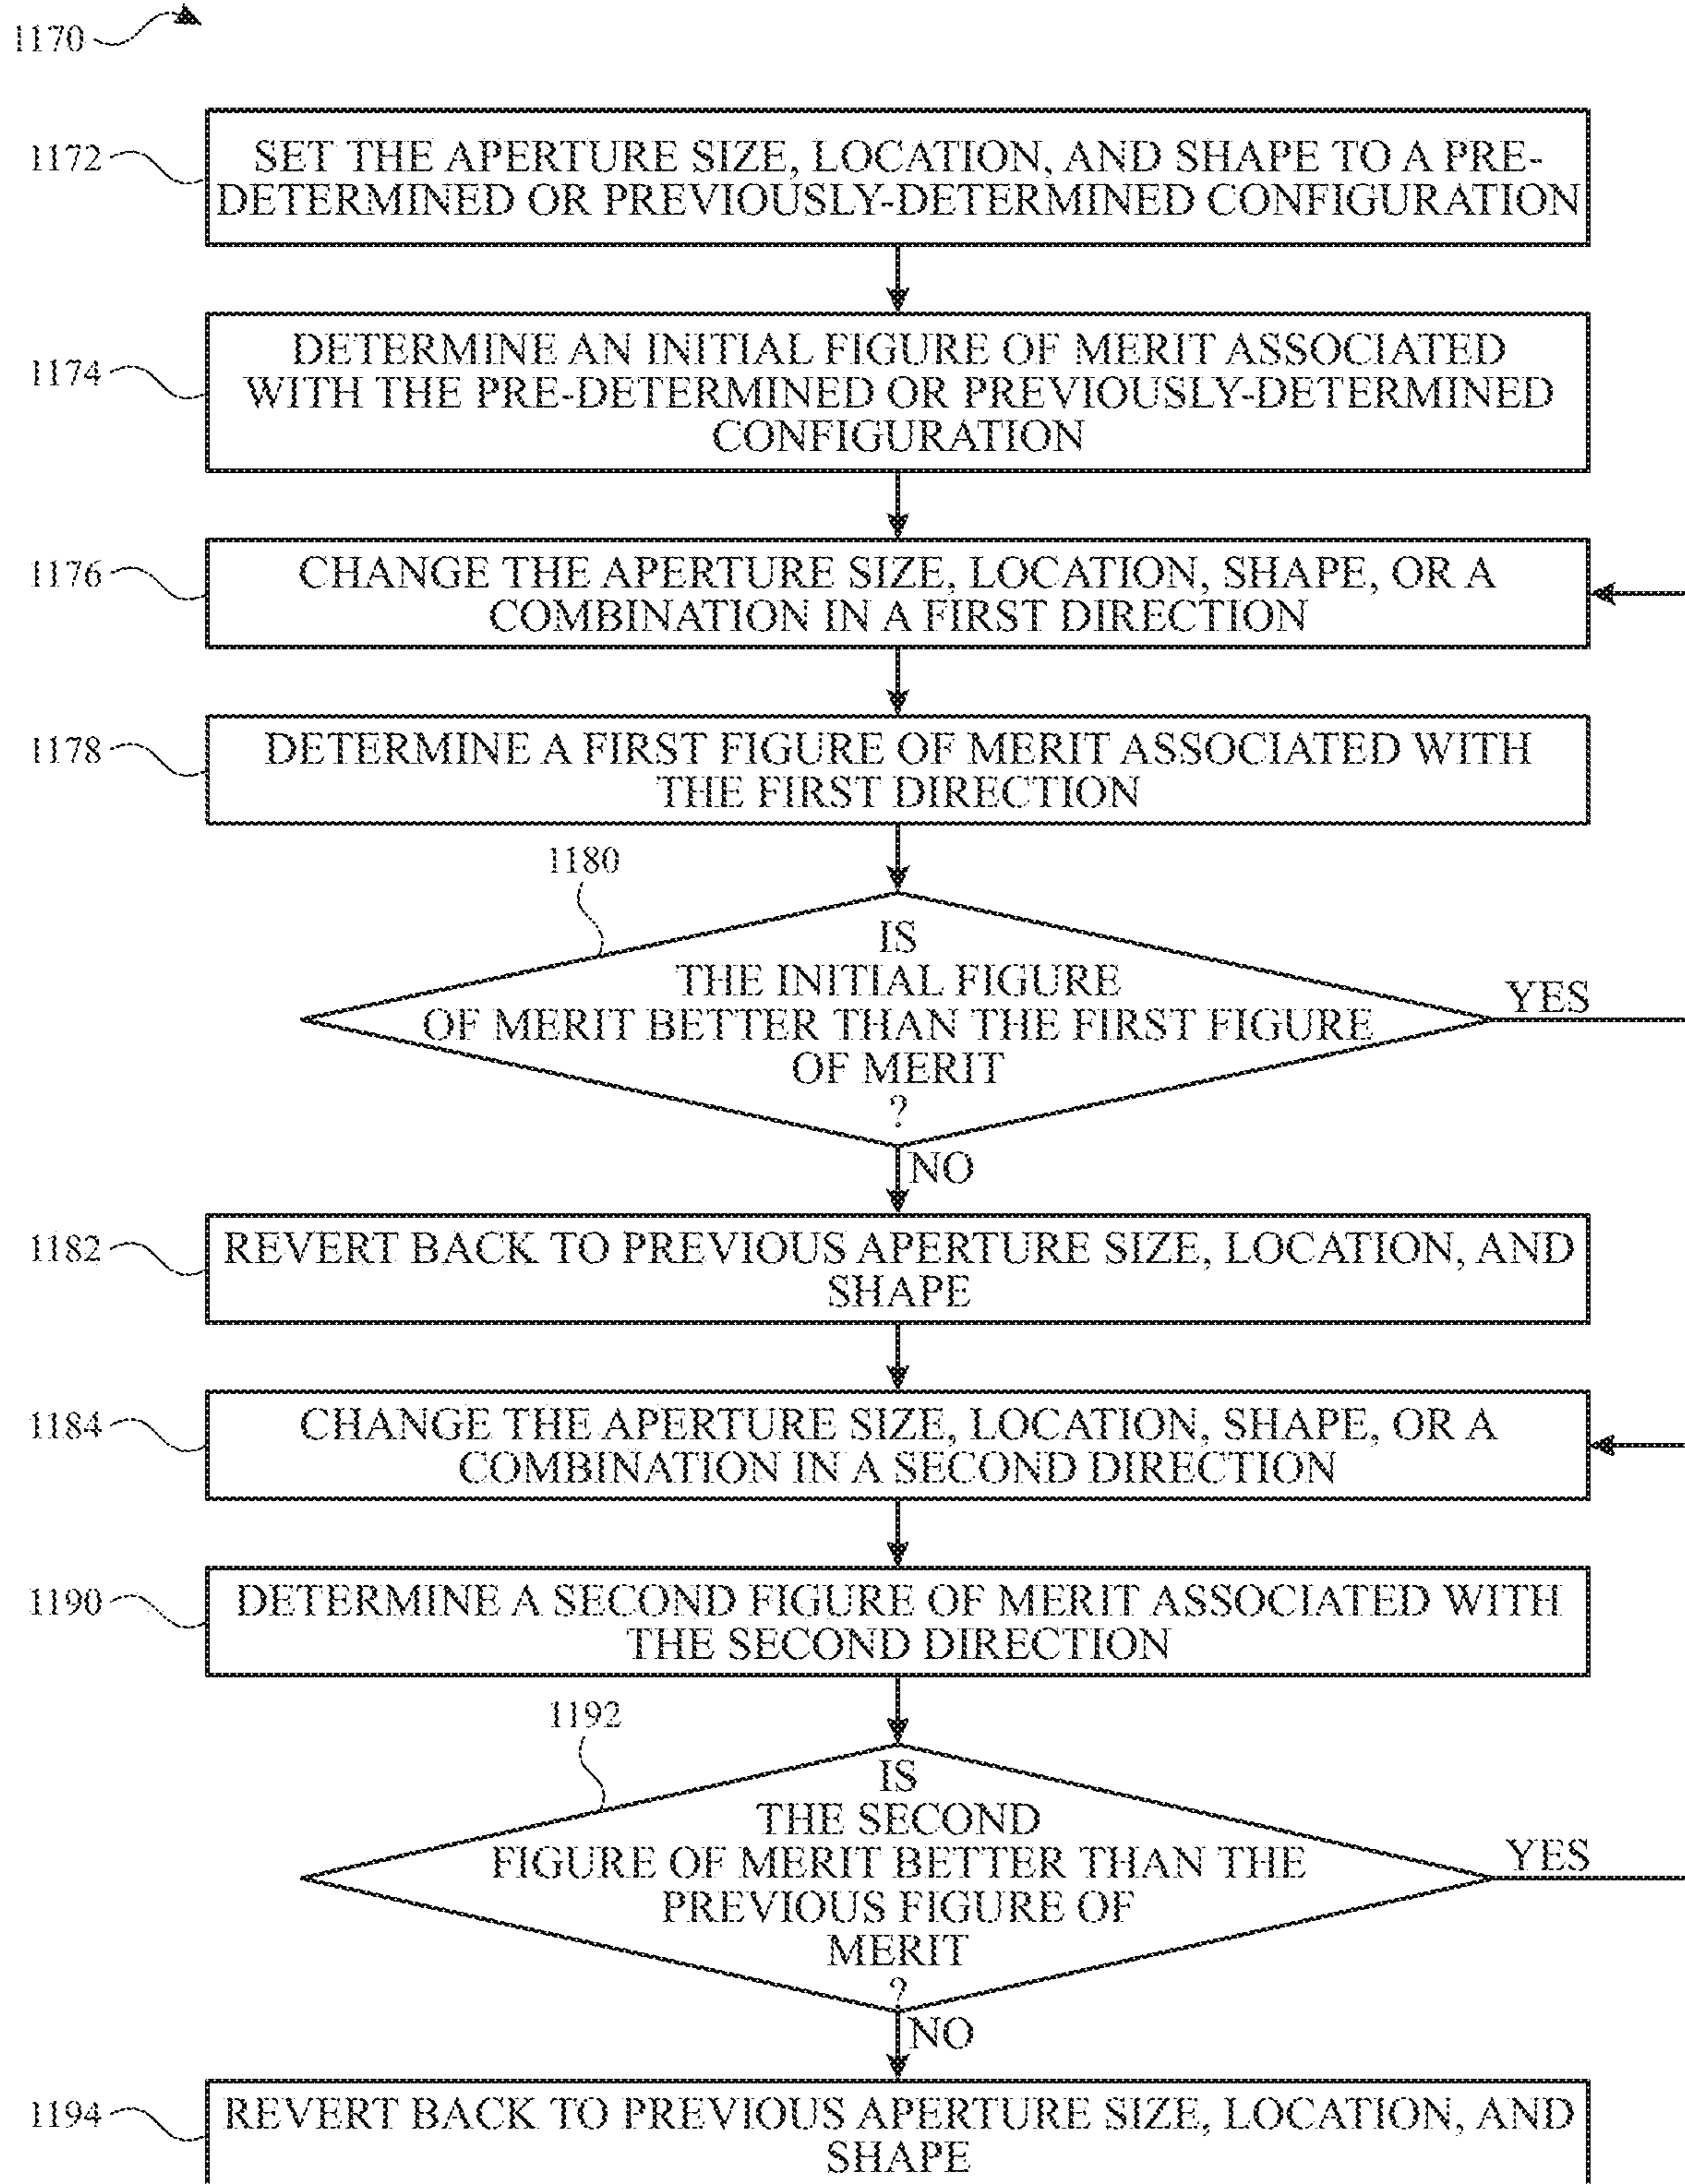 1170
1172
SET THE APERTURE SIZE, LOCATION, AND SHAPE TO A PRE-
DETERMINED OR PREVIOUSLY-DETERMINED CONFIGURATION
1174
DETERMINE AN INITIAL FIGURE OF MERIT ASSOCIATED
WITH THE PRE-DETERMINED OR PREVIOUSLY-DETERMINED
CONFIGURATION
1176
CHANGE THE APERTURE SIZE, LOCATION, SHAPE, OR A
COMBINATION IN A FIRST DIRECTION
1178
DETERMINE A FIRST FIGURE OF MERIT ASSOCIATED WITH
THE FIRST DIRECTION
1180
IS
THE INITIAL FIGURE
OF MERIT BETTER THAN THE FIRST FIGURE
OF MERIT
?
YES
NO
1182
REVERT BACK TO PREVIOUS APERTURE SIZE, LOCATION, AND
SHAPE
1184
CHANGE THE APERTURE SIZE, LOCATION, SHAPE, OR A
COMBINATION IN A SECOND DIRECTION
1190
DETERMINE A SECOND FIGURE OF MERIT ASSOCIATED WITH
THE SECOND DIRECTION
1192
IS
THE SECOND
FIGURE OF MERIT BETTER THAN THE
PREVIOUS FIGURE OF
MERIT
?
YES
NO
1194
REVERT BACK TO PREVIOUS APERTURE SIZE, LOCATION, AND
SHAPE